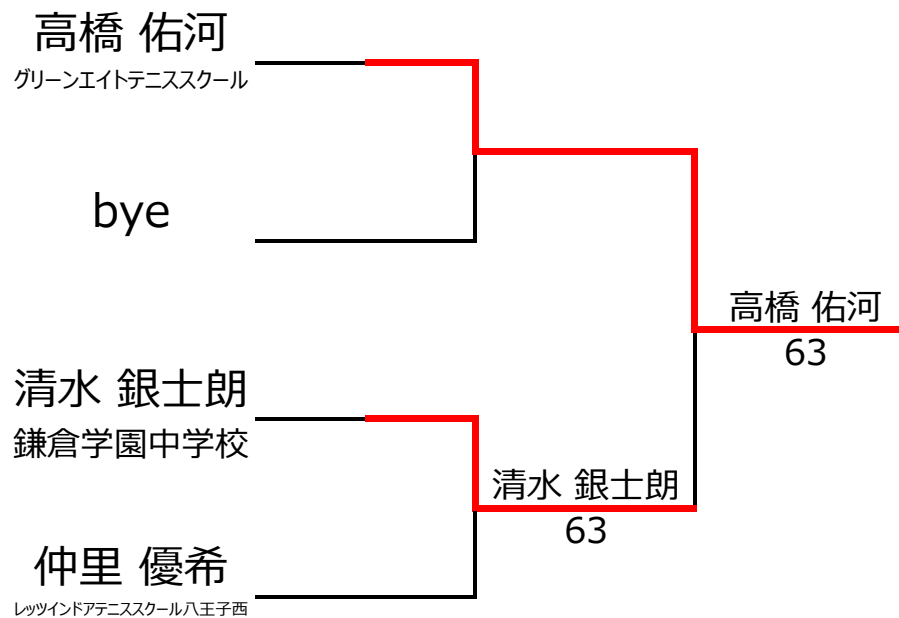 高橋 佑河
グリーンエイトテニススクール
bye
高橋 佑河
63
清水 銀士朗
鎌倉学園中学校
清水 銀士朗
63
仲里 優希
レッツインドアテニススクール八王子西